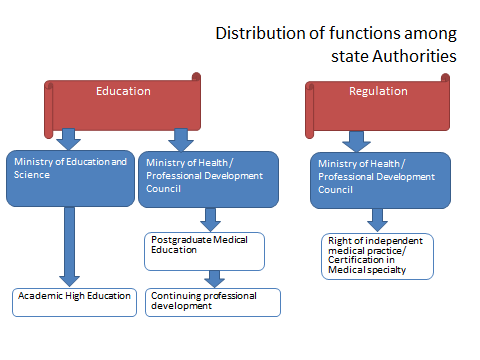 Distribution of functions among
state Authorities
Education
Regulation
Ministry of Education and
Science
Ministry of Health/
Professional Development
Council
Ministry of Health/
Professional Development
Council
Postgraduate Medical
Education
Right of independent
medical practice/
Certification in
Medical specialty
Academic High Education
Continuing professional
development